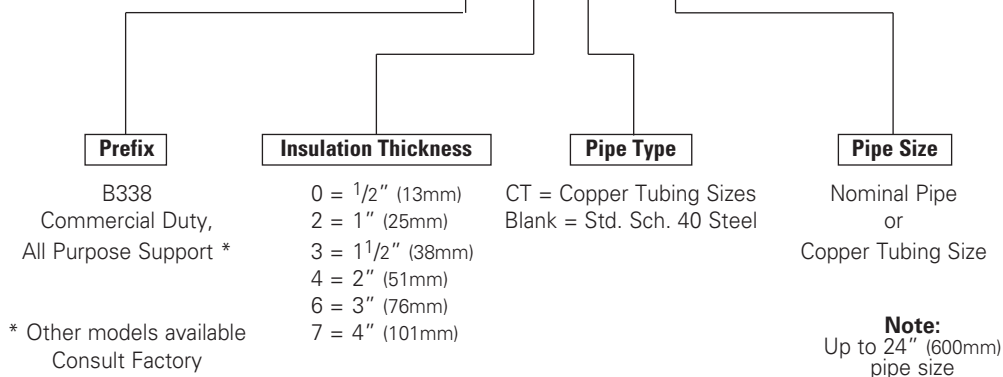 Prefix
B338
Commercial Duty,
All Purpose Support *
* Other models available
Consult Factory
Insulation Thickness
0 = 1/2" (13mm)
2 = 1" (25mm)
3 = 11/2" (38mm)
4 = 2" (51mm)
6 = 3" (76mm)
7 = 4" (101mm)
Pipe Type
CT = Copper Tubing Sizes
Blank = Std. Sch. 40 Steel
Pipe Size
Nominal Pipe
or
Copper Tubing Size
Note:
Up to 24" (600mm)
pipe size